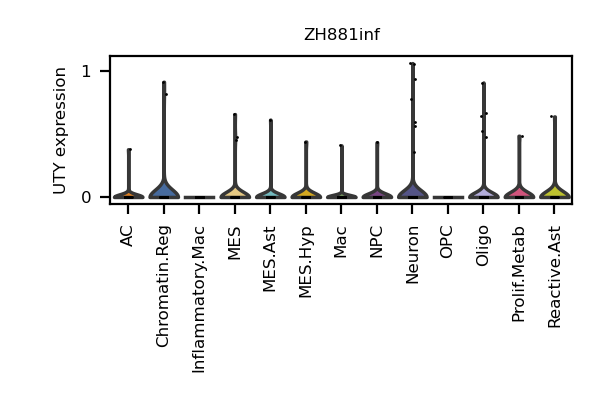 ZH881inf
UTY expression
1
0
AC
Chromatin.Reg
Inflammatory.Mac
MES
MES.Ast
MES.Hyp
Mac
NPC
Neuron
OPC
Oligo
Prolif.Metab
Reactive.Ast